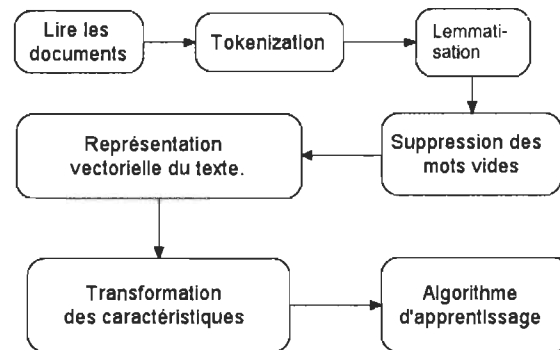 Lire les
documents
Tokenization
Lemmati-
sation
Suppression des
mots vides
Représentation
vectorielle du texte.
Transformation
des caractéristiques
Algorithme
d'apprentissage